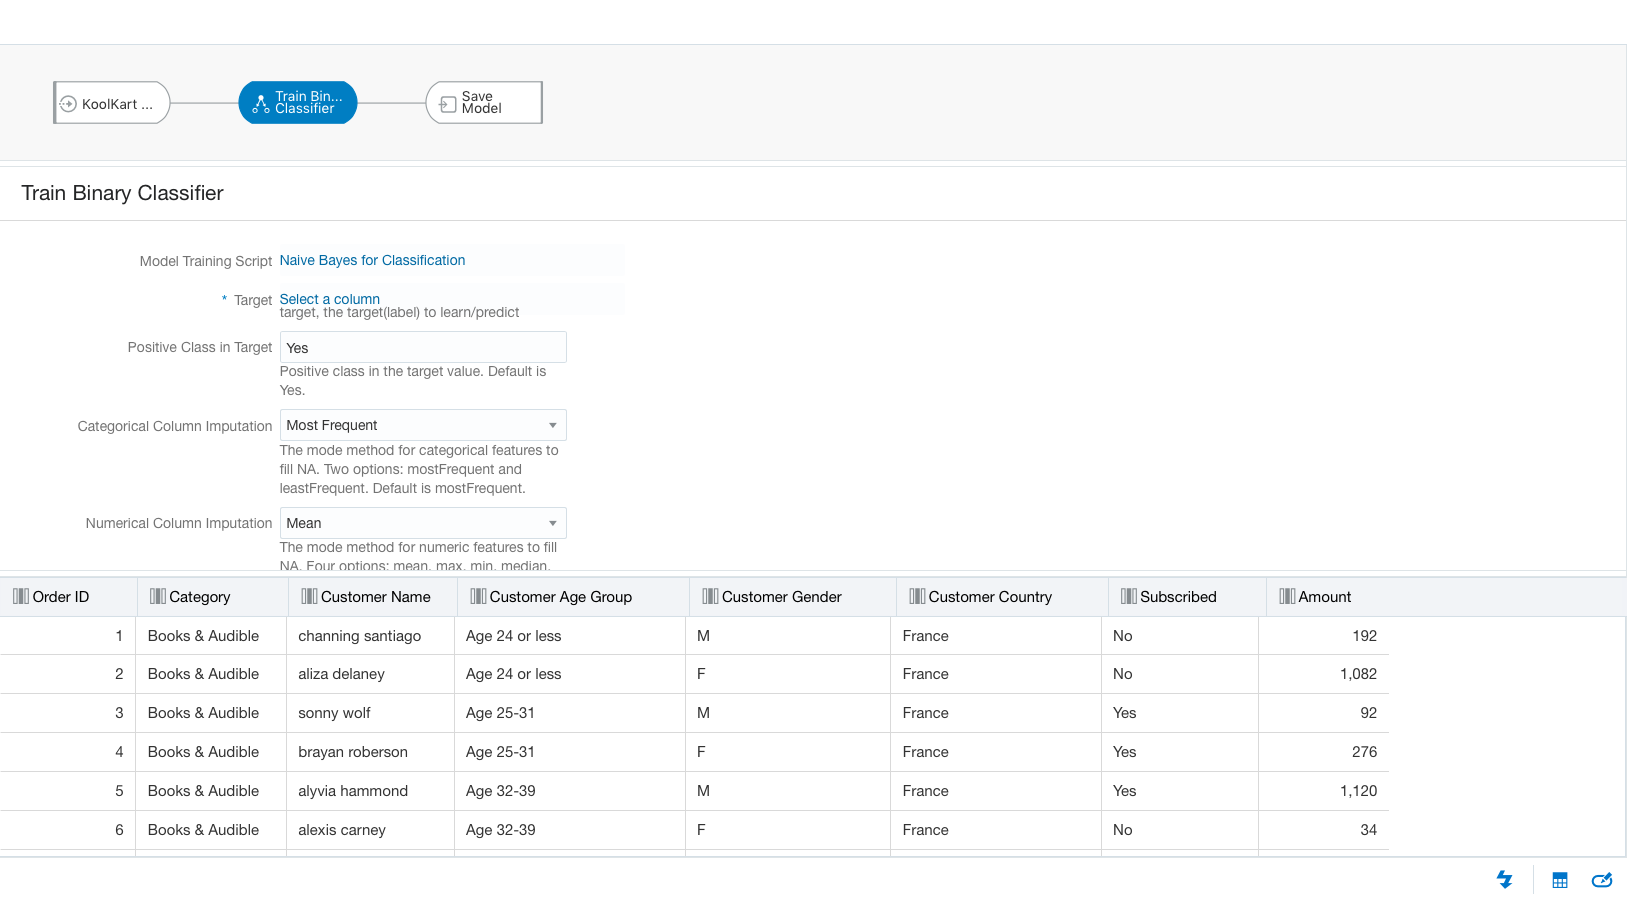 KoolKart ...
Train Bin...
Classifier
Save
Model
Train Binary Classifier
Model Training Script Naive Bayes for Classification
* Target Select a column
target, the target(label) to learn/predict
Positive Class in Target Yes
Positive class in the target value. Default is
Yes.
Categorical Column Imputation Most Frequent
The mode method for categorical features to
fill NA. Two options: mostFrequent and
leastFrequent. Default is mostFrequent.
Numerical Column Imputation Mean
The mode method for numeric features to fill
NA. Four options: mean, max, min, median.
Order ID Category Customer Name Customer Age Group Customer Gender Customer Country Subscribed Amount
1 Books & Audible channing santiago Age 24 or less M France No 192
2 Books & Audible aliza delaney Age 24 or less F France No 1,082
3 Books & Audible sonny wolf Age 25-31 M France Yes 92
4 Books & Audible brayan roberson Age 25-31 F France Yes 276
5 Books & Audible alyvia hammond Age 32-39 M France Yes 1,120
6 Books & Audible alexis carney Age 32-39 F France No 34